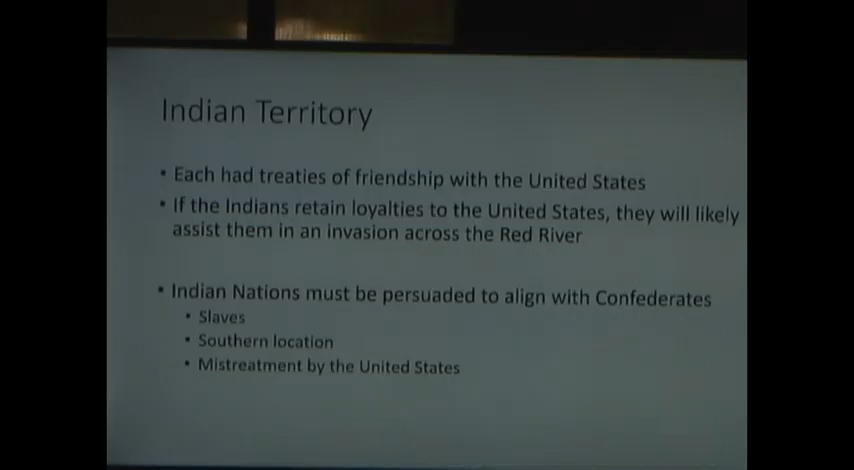 Indian Territory
• Each had treaties of friendship with the United States
• If the Indians retain loyalties to the United States, they will likely
assist them in an invasion across the Red River
• Indian Nations must be persuaded to align with Confederates
• Slaves
• Southern location
• Mistreatment by the United States